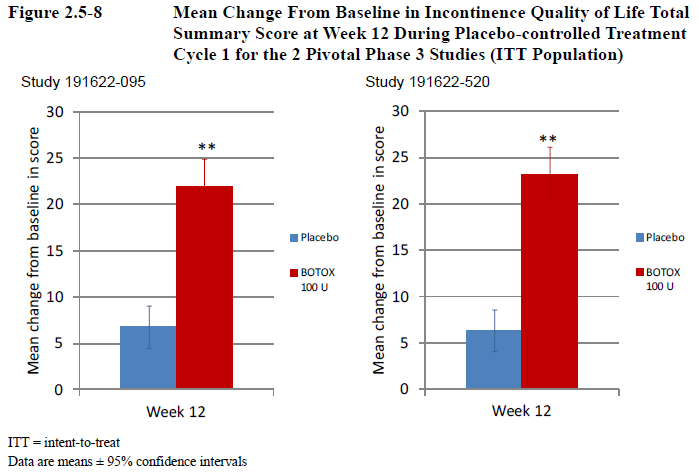 Figure 2.5-8 Mean Change From Baseline in Incontinence Quality of Life Total
Summary Score at Week 12 During Placebo-controlled Treatment
Cycle 1 for the 2 Pivotal Phase 3 Studies (ITT Population)
Study 191622-095
Mean change from baseline in score
30
25
20
15
10
5
0
**
Week 12
Placebo
BOTOX
100 U
Study 191622-520
Mean change from baseline in score
30
25
20
15
10
5
0
**
Week 12
Placebo
BOTOX
100 U
ITT = intent-to-treat
Data are means ± 95% confidence intervals